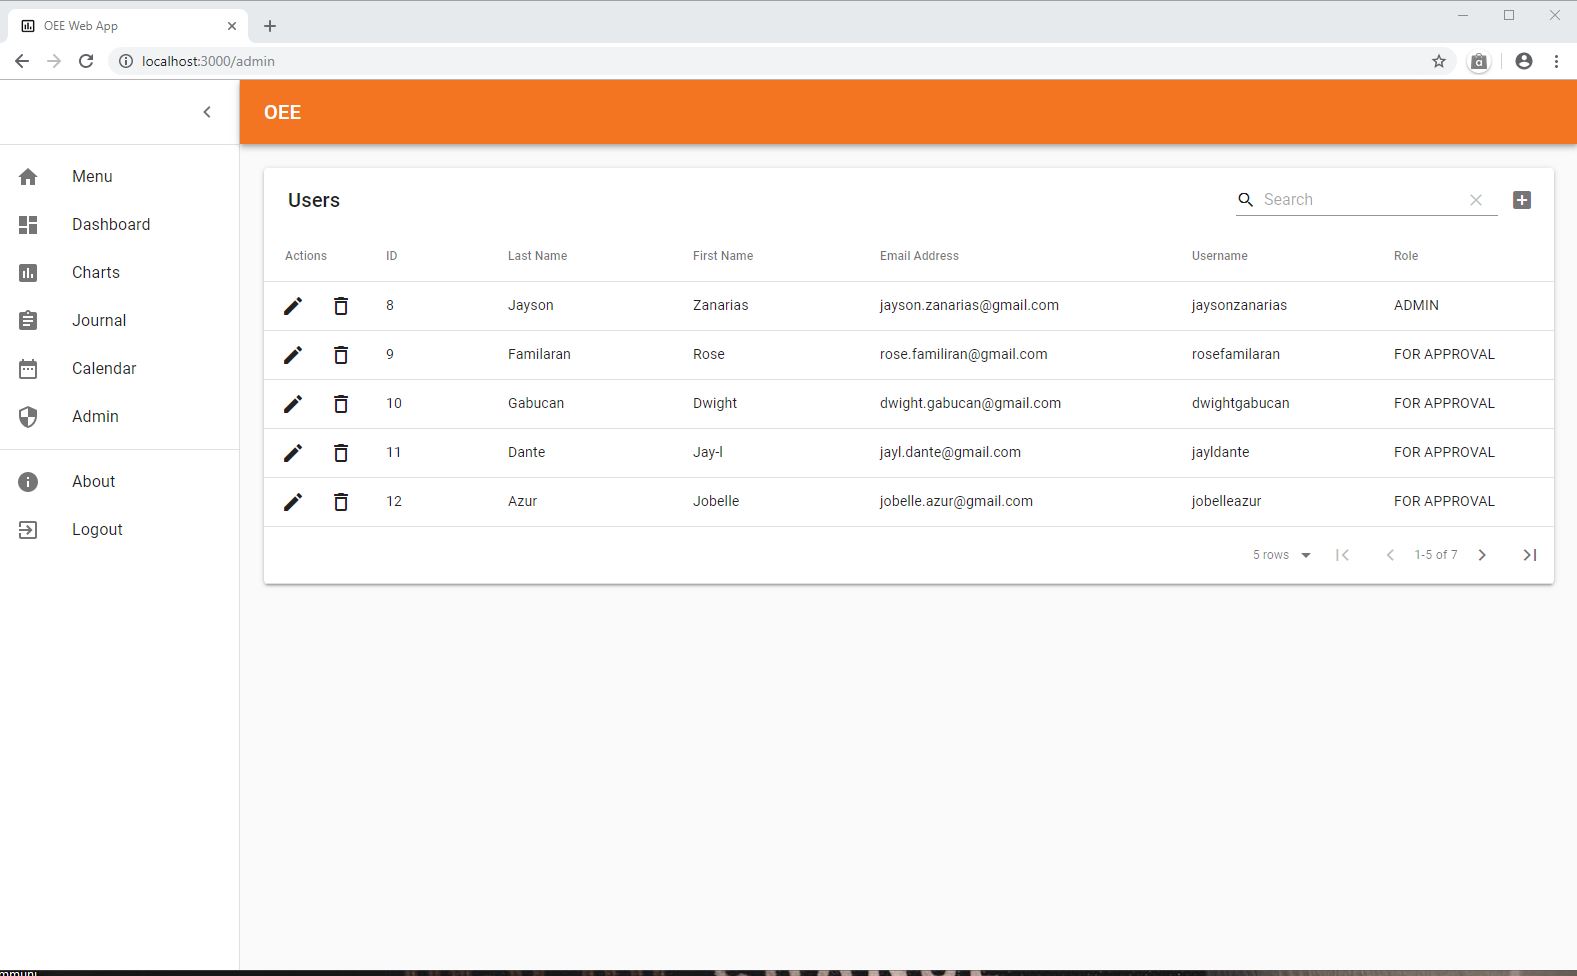 OEE Web App
localhost:3000/admin
OEE
Menu
Dashboard
Charts
Journal
Calendar
Admin
About
Logout
Users
Search
Actions ID Last Name First Name Email Address Username Role
8 Jayson Zanarias jayson.zanarias@gmail.com jaysonzanarias ADMIN
9 Familaran Rose rose.familiran@gmail.com rosefamilaran FOR APPROVAL
10 Gabucan Dwight dwight.gabucan@gmail.com dwightgabucan FOR APPROVAL
11 Dante Jay-l jayl.dante@gmail.com jayldante FOR APPROVAL
12 Azur Jobelle jobelle.azur@gmail.com jobelleazur FOR APPROVAL
5 rows 1-5 of 7